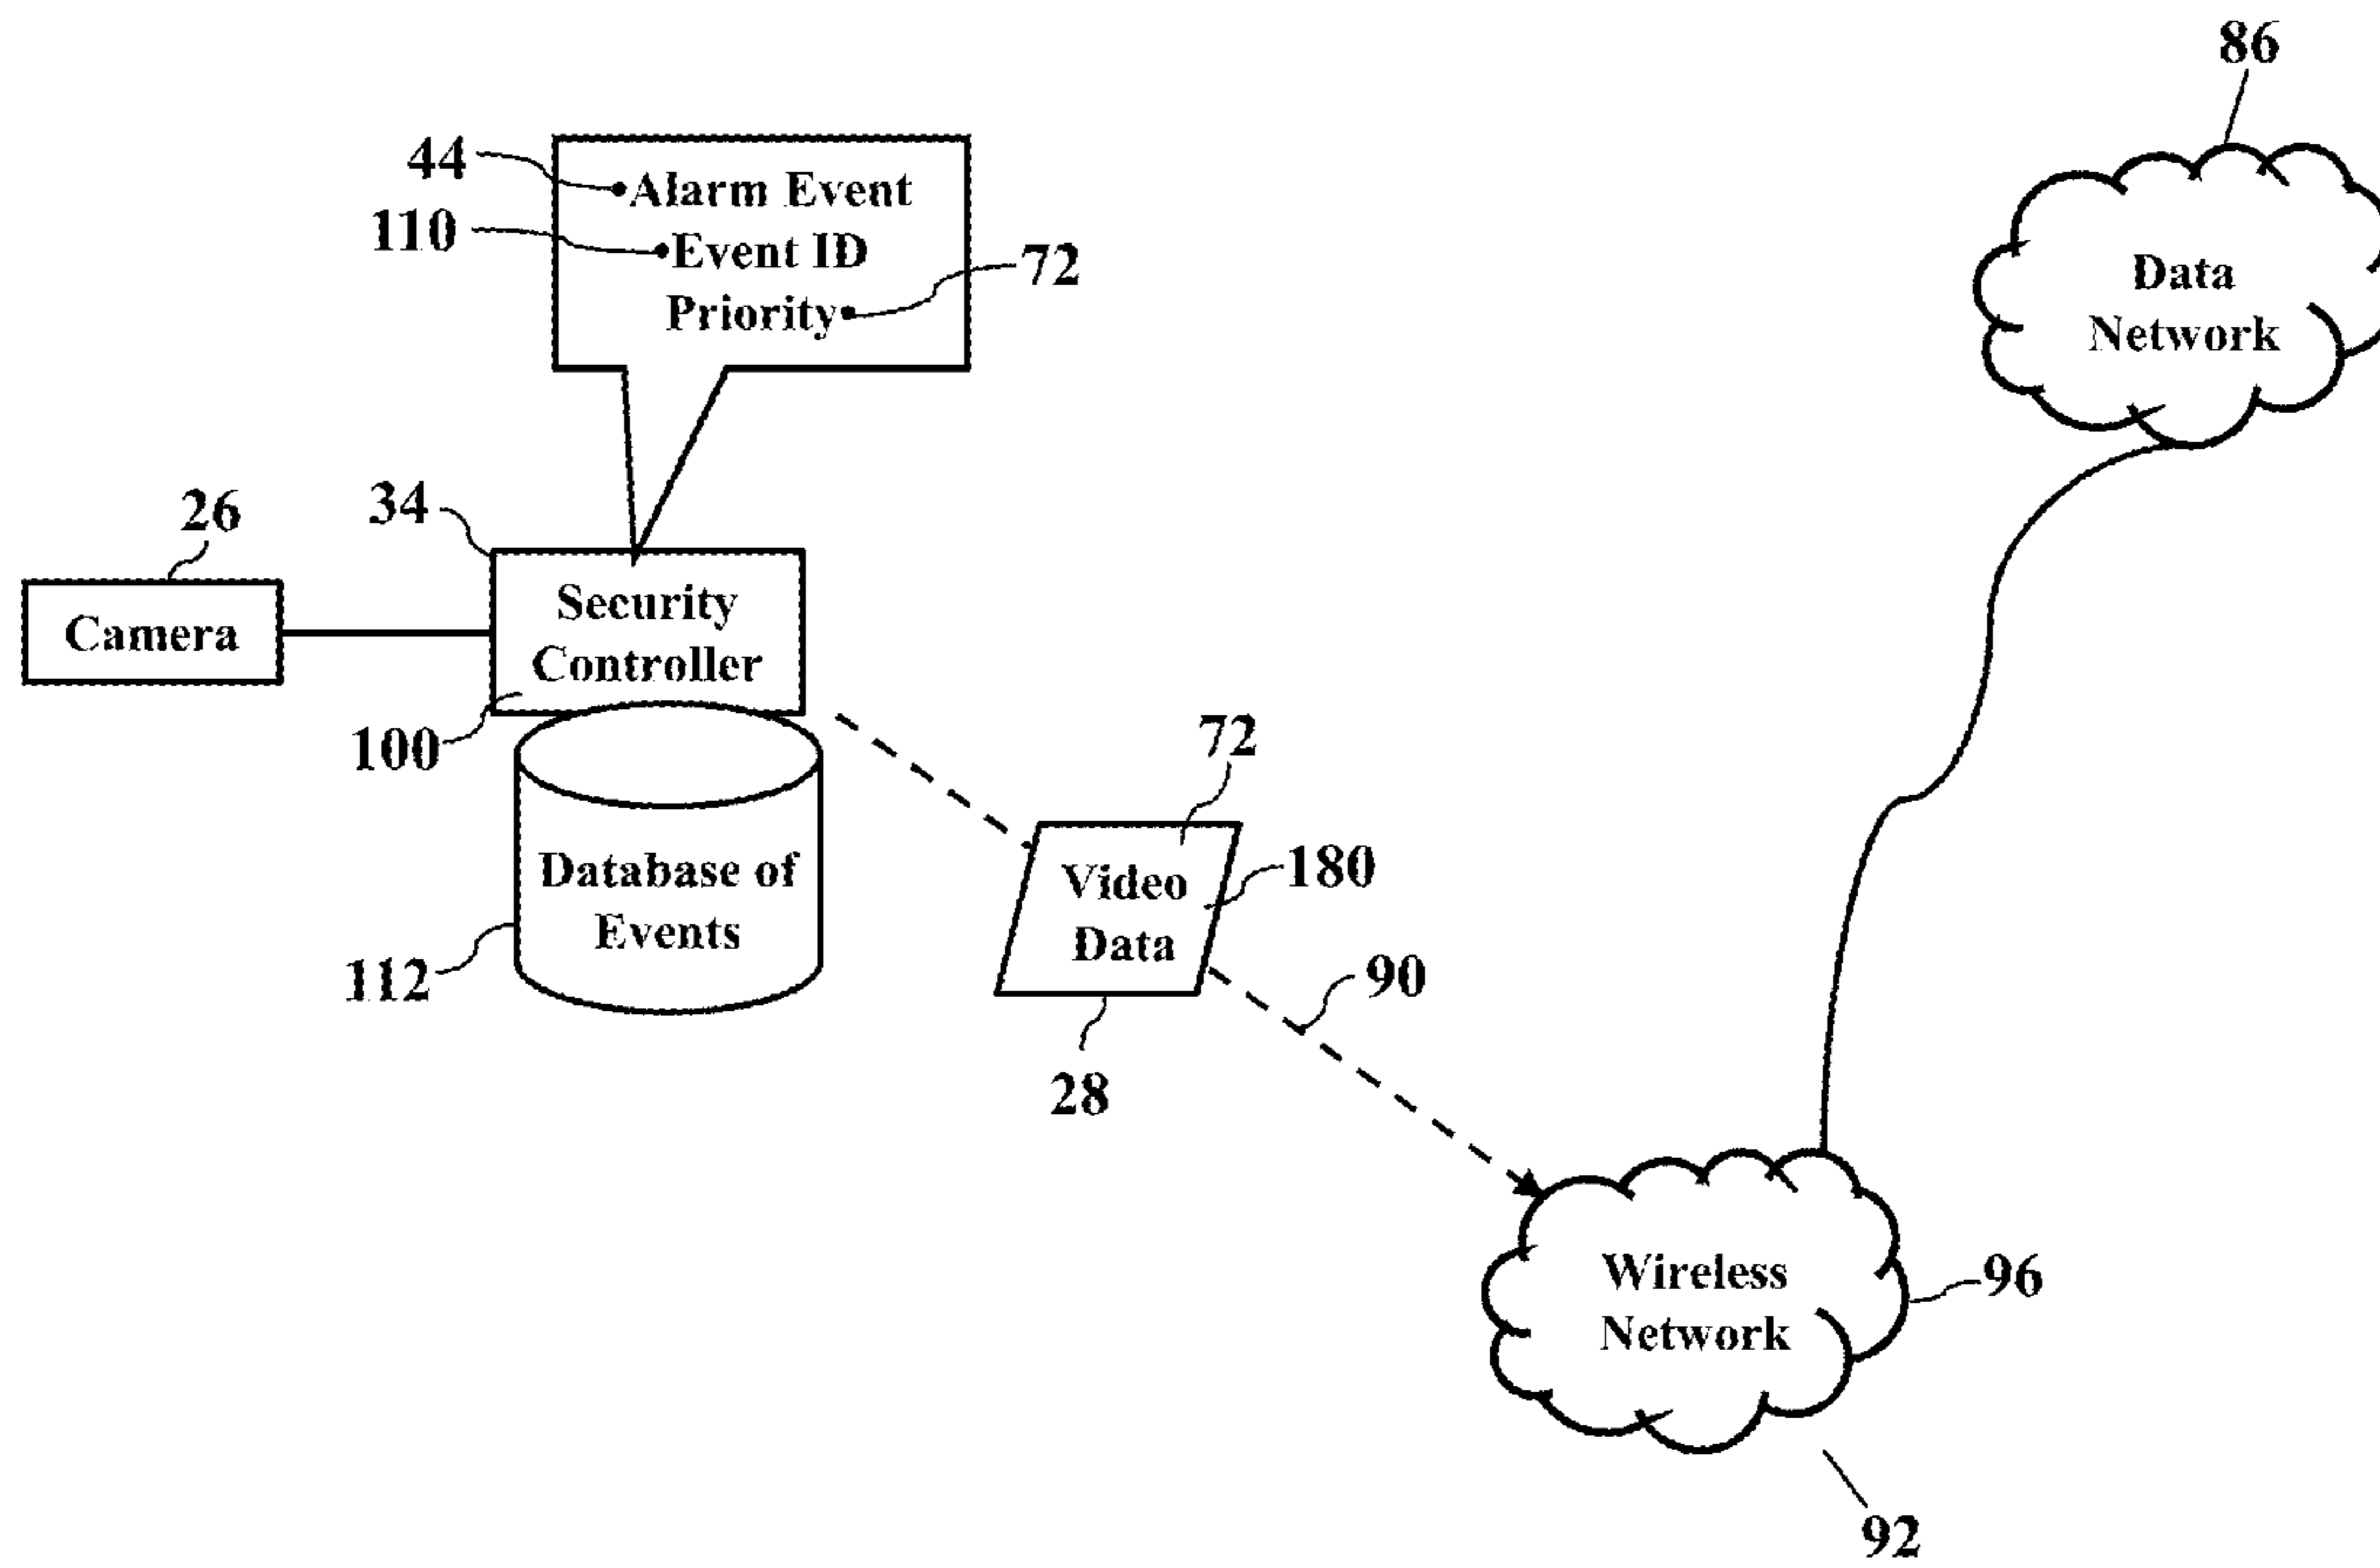 86
44
Alarm Event
110
Event ID
72
Priority
Data
Network
26
34
Camera
Security
Controller
100
72
Database of
Events
112
Video
Data
180
90
28
Wireless
Network
96
92